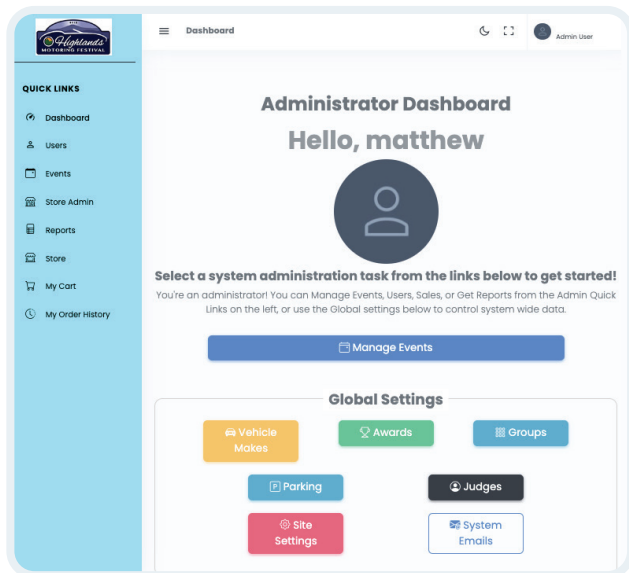 Highlands
MOTORING FESTIVAL
QUICK LINKS
Dashboard
Users
Events
Store Admin
Reports
Store
My Cart
My Order History
Dashboard
Admin User
Administrator Dashboard
Hello, matthew
Select a system administration task from the links below to get started!
You're an administrator! You can Manage Events, Users, Sales, or Get Reports from the Admin Quick
Links on the left, or use the Global settings below to control system wide data.
Manage Events
Global Settings
Vehicle
Makes
Awards
Groups
P Parking
Judges
Site
Settings
System
Emails